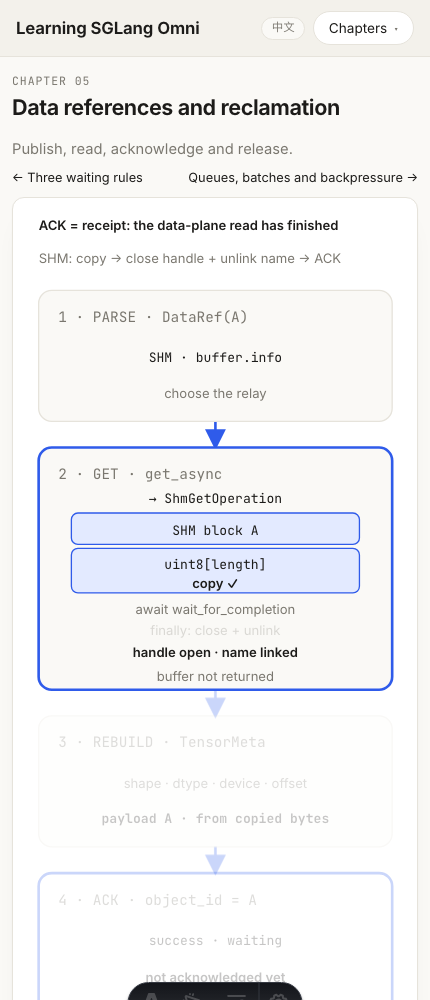 Learning SGLang Omni
中文
Chapters
CHAPTER 05
Data references and reclamation
Publish, read, acknowledge and release.
← Three waiting rules
Queues, batches and backpressure →
ACK = receipt: the data-plane read has finished
SHM: copy → close handle + unlink name → ACK
1 · PARSE · DataRef(A)
SHM · buffer.info
choose the relay
2 · GET · get_async
→ ShmGetOperation
SHM block A
uint8[length]
copy ✓
await wait_for_completion
finally: close + unlink
handle open · name linked
buffer not returned
3 · REBUILD · TensorMeta
shape · dtype · device · offset
payload A · from copied bytes
4 · ACK · object_id = A
success · waiting
not acknowledged yet